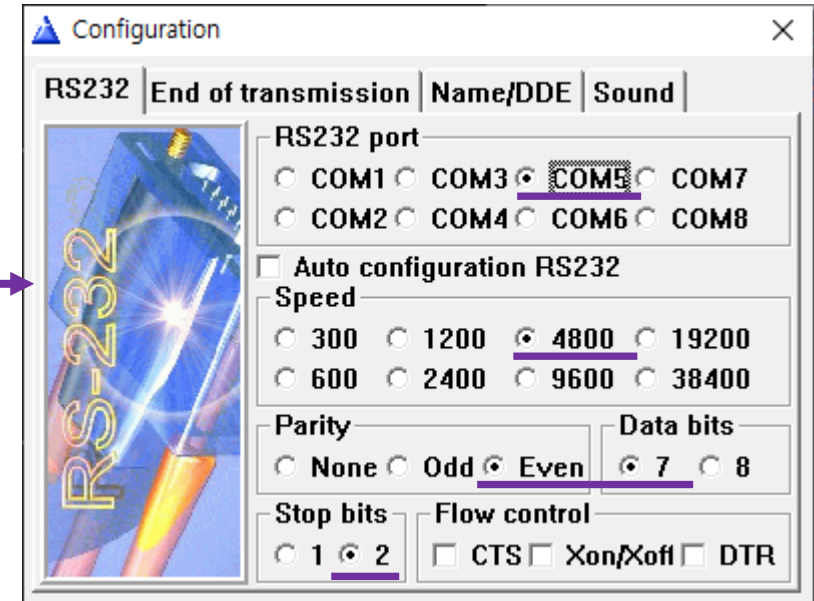 Configuration
RS232 End of transmission Name/DDE Sound
RS-232
RS232 port
COM1 COM3 COM5 COM7
COM2 COM4 COM6 COM8
Auto configuration RS232
Speed
300 1200 4800 19200
600 2400 9600 38400
Parity Data bits
None Odd Even 7 8
Stop bits Flow control
1 2 CTS Xon/Xoff DTR